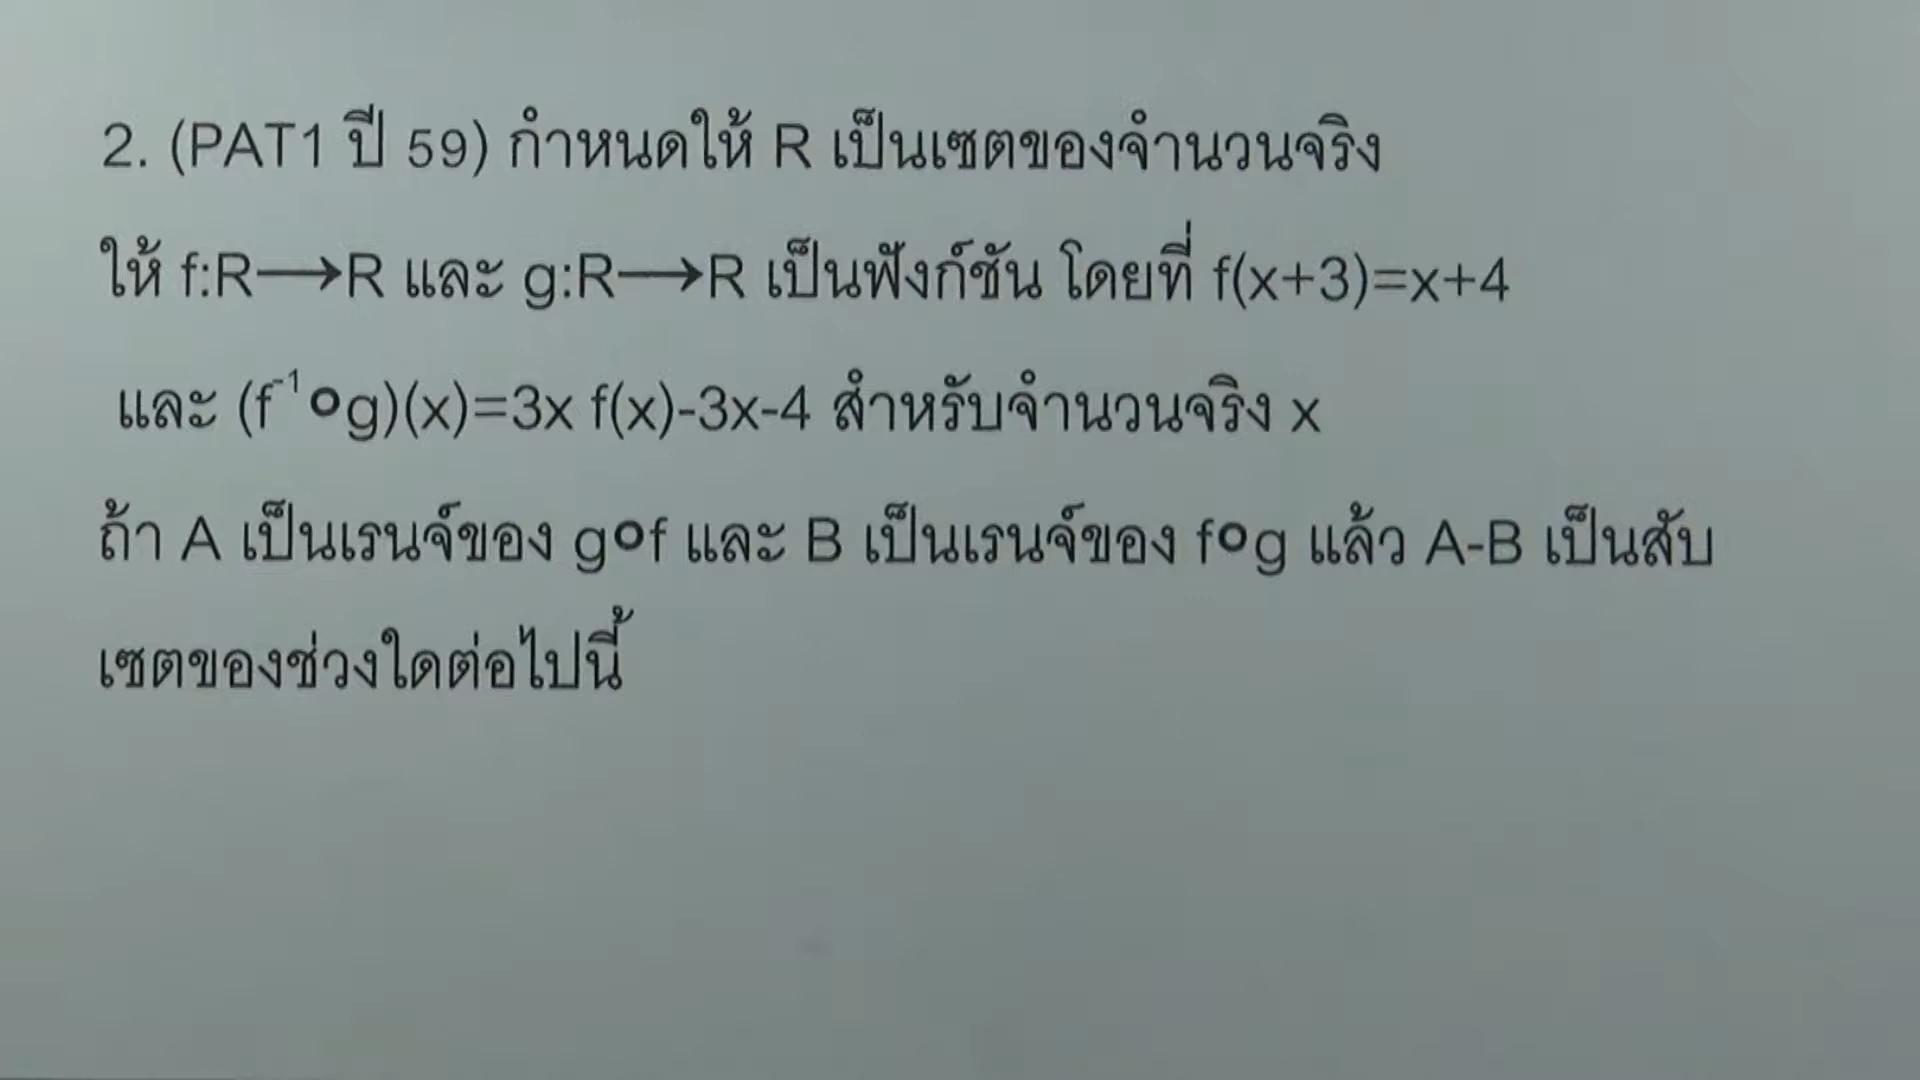 2. (PAT1 ปี 59) กำหนดให้ R เป็นเซตของจำนวนจริง
ให้ f:R⟶R และ g:R⟶R เป็นฟังก์ชัน โดยที่ f(x+3)=x+4
และ (f⁻¹∘g)(x)=3x f(x)-3x-4 สำหรับจำนวนจริง x
ถ้า A เป็นเรนจ์ของ g∘f และ B เป็นเรนจ์ของ f∘g แล้ว A-B เป็นสับ
เซตของช่วงใดต่อไปนี้